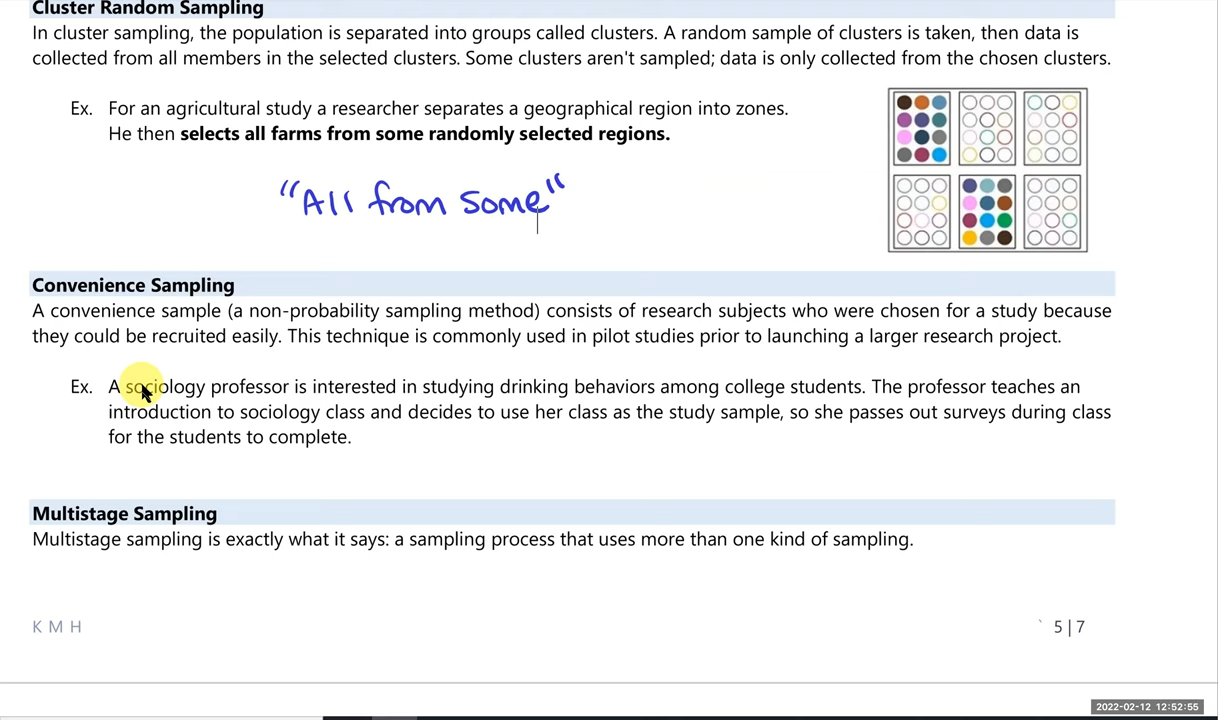 Cluster Random Sampling
In cluster sampling, the population is separated into groups called clusters. A random sample of clusters is taken, then data is
collected from all members in the selected clusters. Some clusters aren't sampled; data is only collected from the chosen clusters.
Ex. For an agricultural study a researcher separates a geographical region into zones.
He then selects all farms from some randomly selected regions.
"All from some"
Convenience Sampling
A convenience sample (a non-probability sampling method) consists of research subjects who were chosen for a study because
they could be recruited easily. This technique is commonly used in pilot studies prior to launching a larger research project.
Ex. A sociology professor is interested in studying drinking behaviors among college students. The professor teaches an
introduction to sociology class and decides to use her class as the study sample, so she passes out surveys during class
for the students to complete.
Multistage Sampling
Multistage sampling is exactly what it says: a sampling process that uses more than one kind of sampling.
K M H ` 5 | 7
2022-02-12 12:52:55